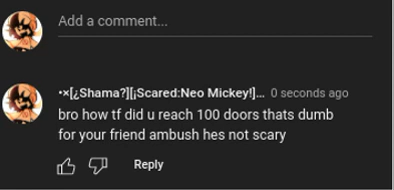 Add a comment...
•×[¿Shama?][¡Scared:Neo Mickey!]... 0 seconds ago
bro how tf did u reach 100 doors thats dumb
for your friend ambush hes not scary
Reply